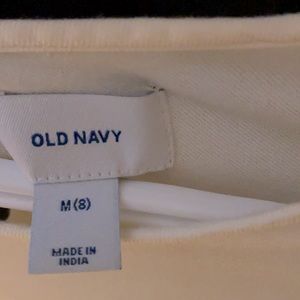 OLD NAVY
M(8)
MADE IN
INDIA